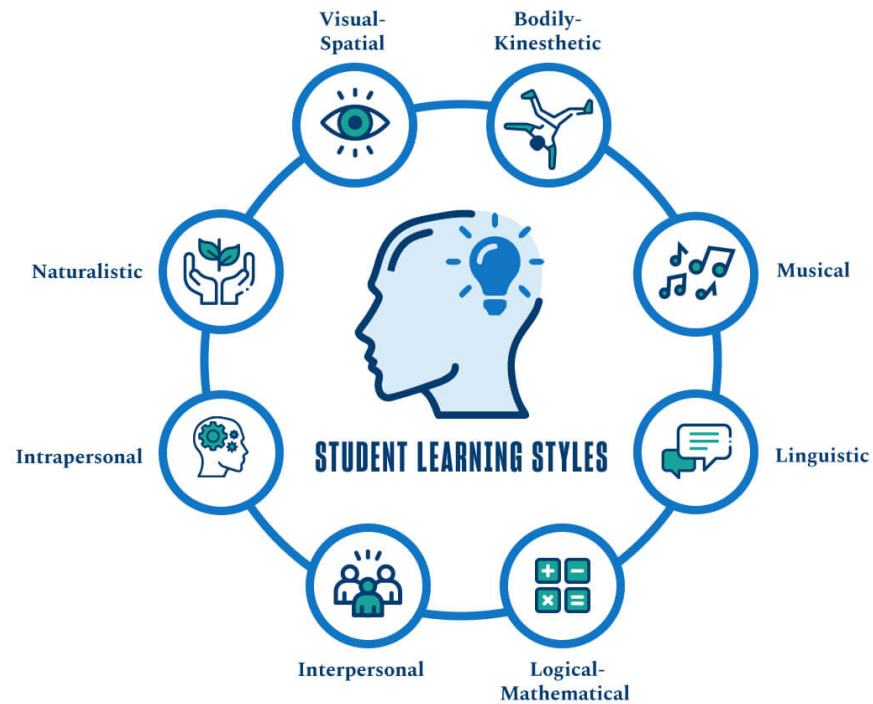 Visual-
Spatial
Bodily-
Kinesthetic
Naturalistic
Musical
Intrapersonal
STUDENT LEARNING STYLES
Linguistic
Interpersonal
Logical-
Mathematical